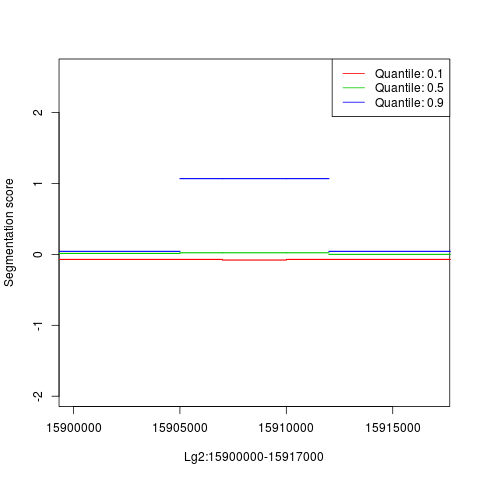 Quantile: 0.1
Quantile: 0.5
Quantile: 0.9
Segmentation score
2
1
0
-1
-2
15900000 15905000 15910000 15915000
Lg2:15900000-15917000